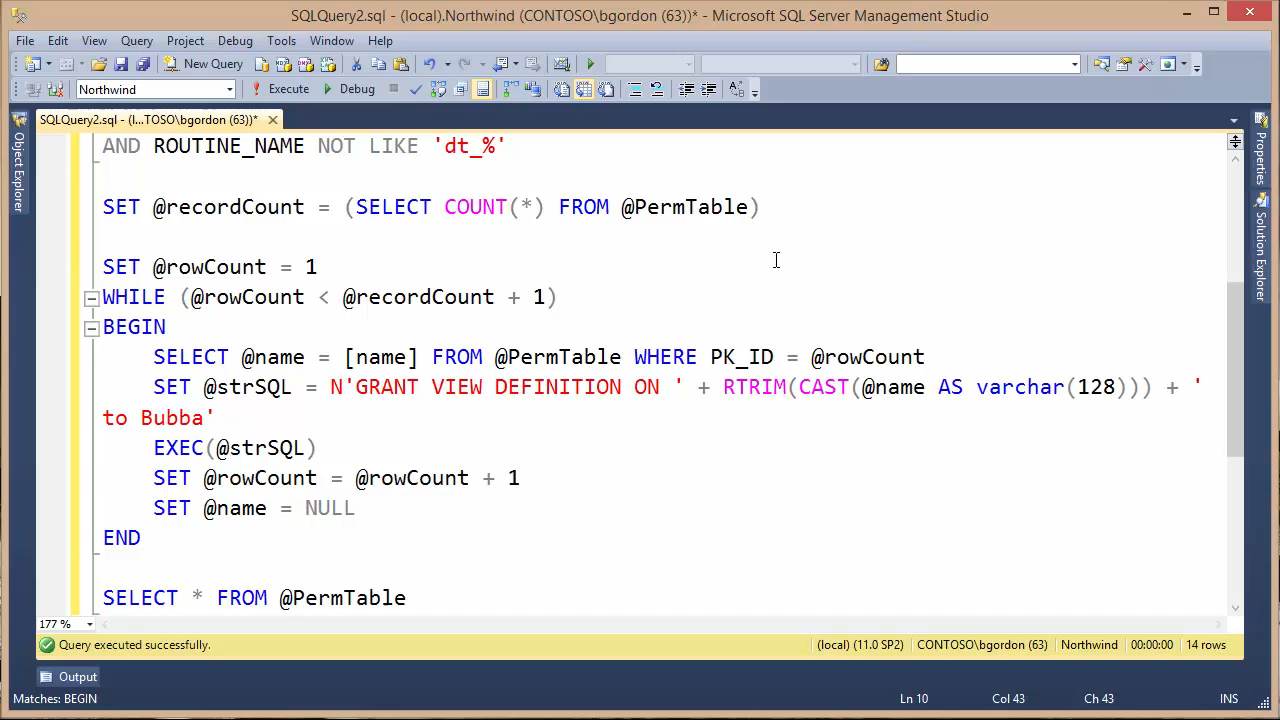 SQLQuery2.sql - (local).Northwind (CONTOSO\bgordon (63))* - Microsoft SQL Server Management Studio
File Edit View Query Project Debug Tools Window Help
New Query
Northwind Execute Debug
SQLQuery2.sql - (l...TOSO\bgordon (63))*
Object Explorer
Properties
Solution Explorer
AND ROUTINE_NAME NOT LIKE 'dt_%'
SET @recordCount = (SELECT COUNT(*) FROM @PermTable)
SET @rowCount = 1
WHILE (@rowCount < @recordCount + 1)
BEGIN
SELECT @name = [name] FROM @PermTable WHERE PK_ID = @rowCount
SET @strSQL = N'GRANT VIEW DEFINITION ON ' + RTRIM(CAST(@name AS varchar(128))) + '
to Bubba'
EXEC(@strSQL)
SET @rowCount = @rowCount + 1
SET @name = NULL
END
SELECT * FROM @PermTable
177 %
Query executed successfully. (local) (11.0 SP2) CONTOSO\bgordon (63) Northwind 00:00:00 14 rows
Output
Matches: BEGIN Ln 10 Col 43 Ch 43 INS